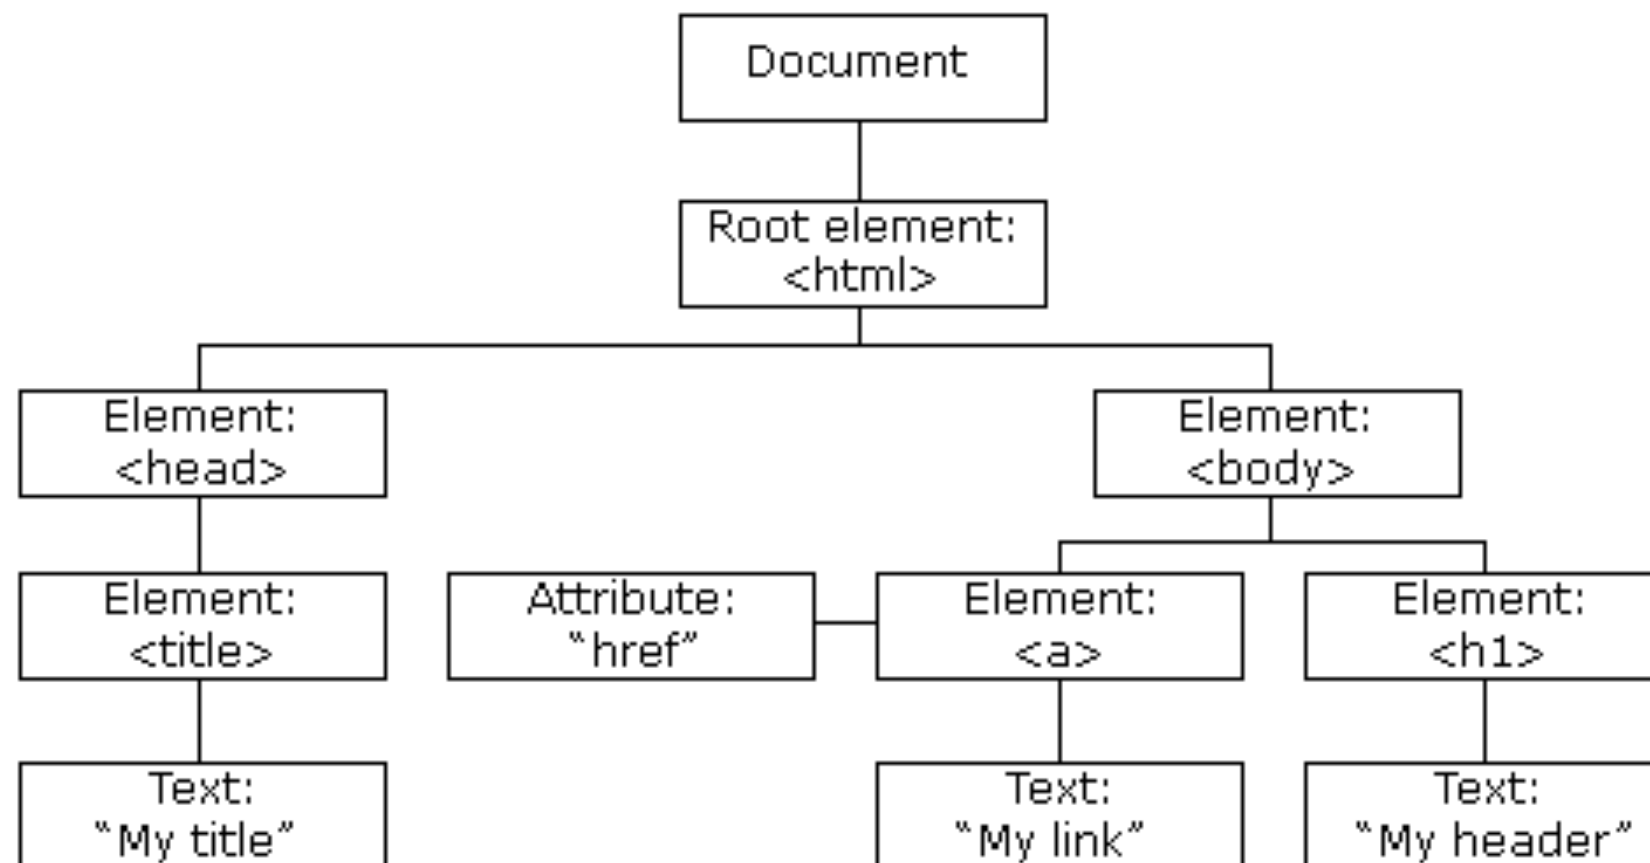 Document
Root element:
<html>
Element:
<head>
Element:
<body>
Element:
<title>
Attribute:
“href”
Element:
<a>
Element:
<h1>
Text:
“My title”
Text:
“My link”
Text:
“My header”